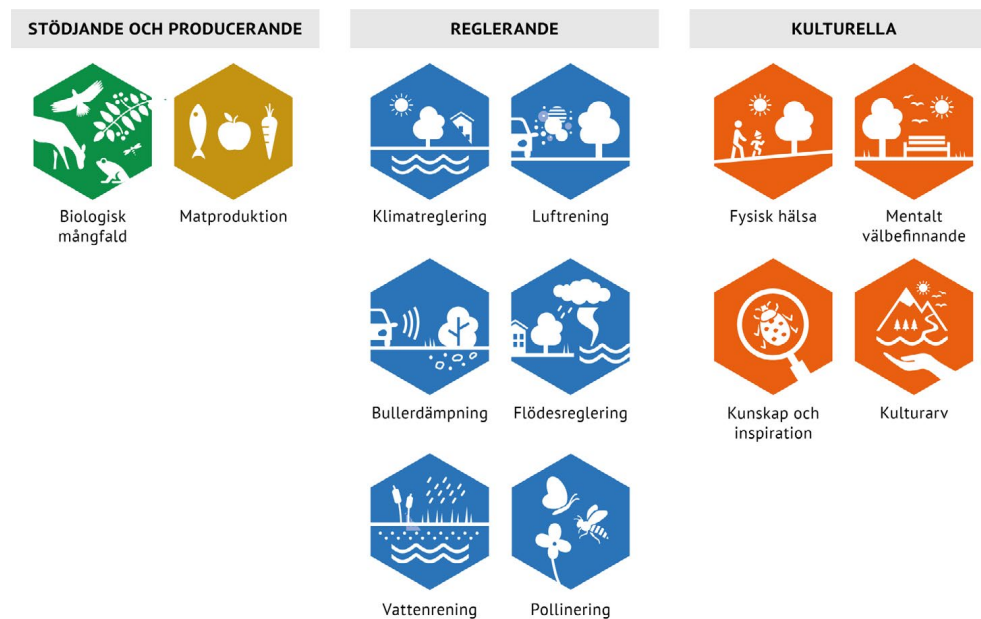 STÖDJANDE OCH PRODUCERANDE
REGLERANDE
KULTURELLA
Biologisk
mångfald
Matproduktion
Klimatreglering
Luftrening
Fysisk hälsa
Mentalt
välbefinnande
Bullerdämpning
Flödesreglering
Kunskap och
inspiration
Kulturarv
Vattenrening
Pollinering